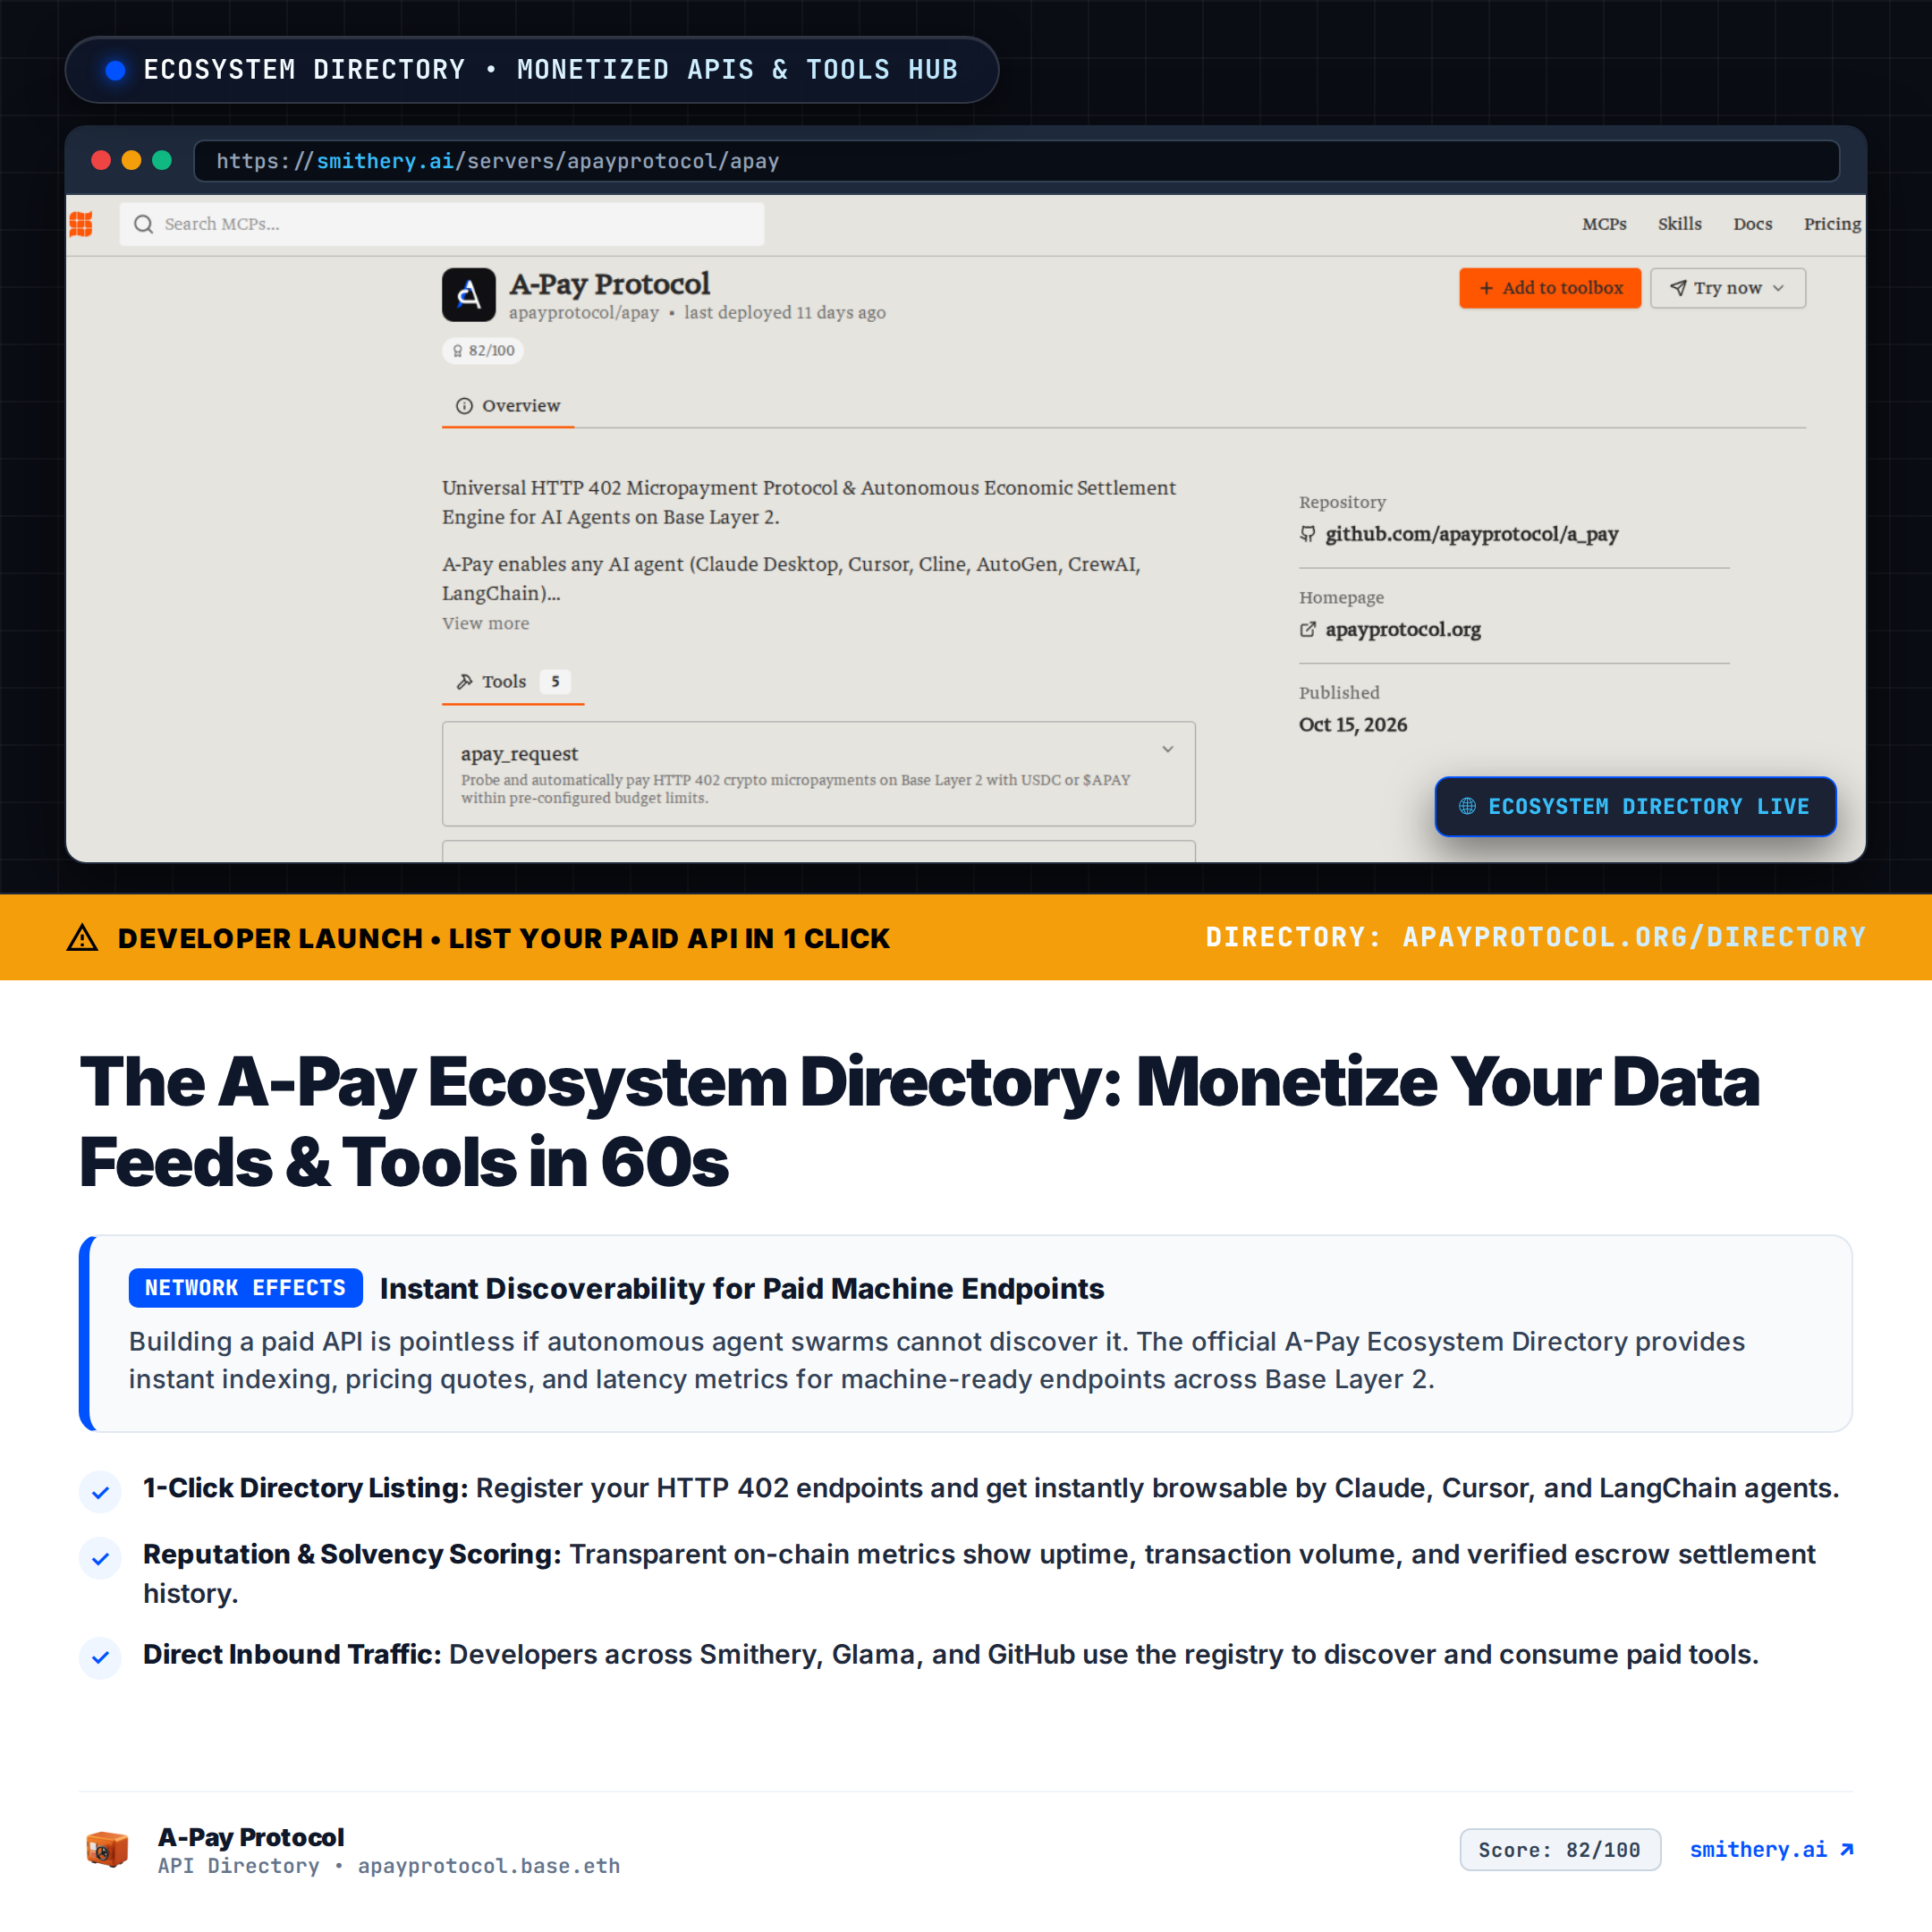 ECOSYSTEM DIRECTORY • MONETIZED APIS & TOOLS HUB
https://smithery.ai/servers/apayprotocol/apay
Search MCPs...
MCPs Skills Docs Pricing
A-Pay Protocol
apayprotocol/apay • last deployed 11 days ago
+ Add to toolbox
Try now
82/100
Overview
Universal HTTP 402 Micropayment Protocol & Autonomous Economic Settlement
Engine for AI Agents on Base Layer 2.
A-Pay enables any AI agent (Claude Desktop, Cursor, Cline, AutoGen, CrewAI,
LangChain)...
View more
Repository
github.com/apayprotocol/a_pay
Homepage
apayprotocol.org
Published
Oct 15, 2026
Tools 5
apay_request
Probe and automatically pay HTTP 402 crypto micropayments on Base Layer 2 with USDC or $APAY
within pre-configured budget limits.
ECOSYSTEM DIRECTORY LIVE
DEVELOPER LAUNCH • LIST YOUR PAID API IN 1 CLICK
DIRECTORY: APAYPROTOCOL.ORG/DIRECTORY
The A-Pay Ecosystem Directory: Monetize Your Data
Feeds & Tools in 60s
NETWORK EFFECTS Instant Discoverability for Paid Machine Endpoints
Building a paid API is pointless if autonomous agent swarms cannot discover it. The official A-Pay Ecosystem Directory provides
instant indexing, pricing quotes, and latency metrics for machine-ready endpoints across Base Layer 2.
1-Click Directory Listing: Register your HTTP 402 endpoints and get instantly browsable by Claude, Cursor, and LangChain agents.
Reputation & Solvency Scoring: Transparent on-chain metrics show uptime, transaction volume, and verified escrow settlement
history.
Direct Inbound Traffic: Developers across Smithery, Glama, and GitHub use the registry to discover and consume paid tools.
A-Pay Protocol
API Directory • apayprotocol.base.eth
Score: 82/100
smithery.ai ↗